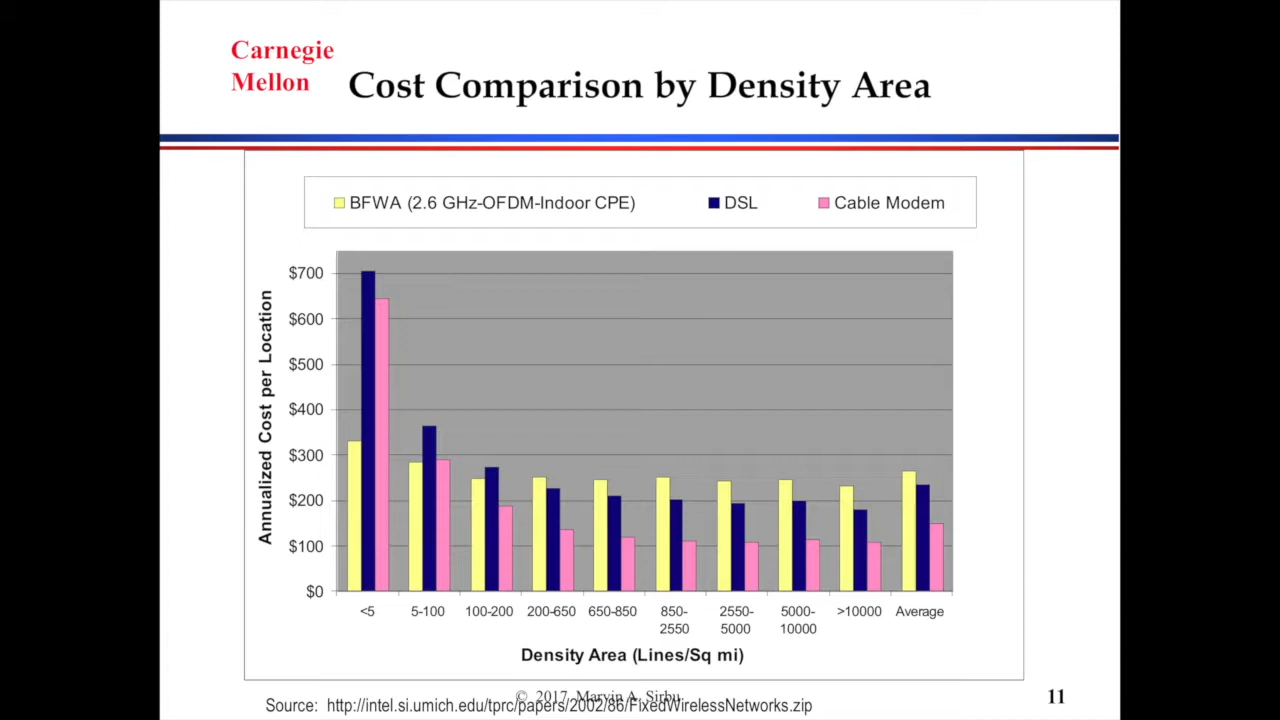 Carnegie
Mellon
Cost Comparison by Density Area
BFWA (2.6 GHz-OFDM-Indoor CPE) DSL Cable Modem
Annualized Cost per Location
$700
$600
$500
$400
$300
$200
$100
$0
<5 5-100 100-200 200-650 650-850 850-2550 2550-5000 5000-10000 >10000 Average
Density Area (Lines/Sq mi)
© 2017 Marvin A. Sirbu
11
Source: http://intel.si.umich.edu/tprc/papers/2002/86/FixedWirelessNetworks.zip